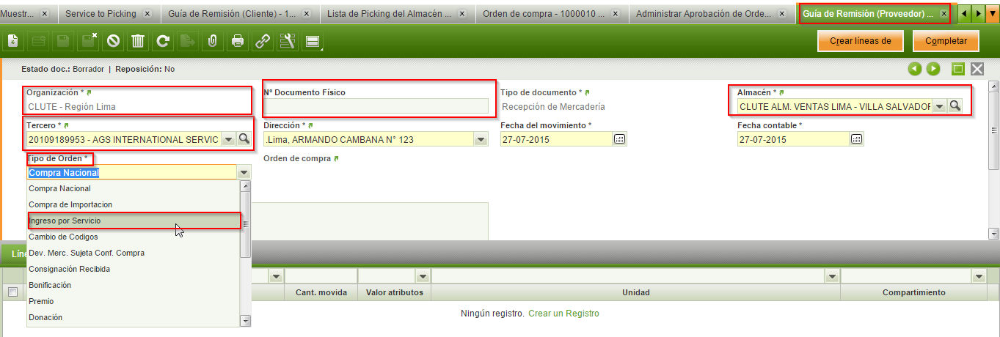 Muestr...
Service to Picking
Guía de Remisión (Cliente) - 1...
Lista de Picking del Almacén ...
Orden de compra - 1000010 ...
Administrar Aprobación de Orde...
Guía de Remisión (Proveedor) ...
Crear líneas de
Completar
Estado doc.: Borrador | Reposición: No
Organización *
CLUTE - Región Lima
Nº Documento Físico
Tipo de documento *
Recepción de Mercadería
Almacén *
CLUTE ALM. VENTAS LIMA - VILLA SALVADOR
Tercero *
20109189953 - AGS INTERNATIONAL SERVIC
Dirección *
.Lima, ARMANDO CAMBANA N° 123
Fecha del movimiento *
27-07-2015
Fecha contable *
27-07-2015
Tipo de Orden *
Compra Nacional
Orden de compra
Compra Nacional
Compra de Importacion
Ingreso por Servicio
Cambio de Codigos
Dev. Merc. Sujeta Conf. Compra
Consignación Recibida
Bonificación
Premio
Donación
Líne
Cant. movida
Valor atributos
Unidad
Compartimiento
Ningún registro. Crear un Registro